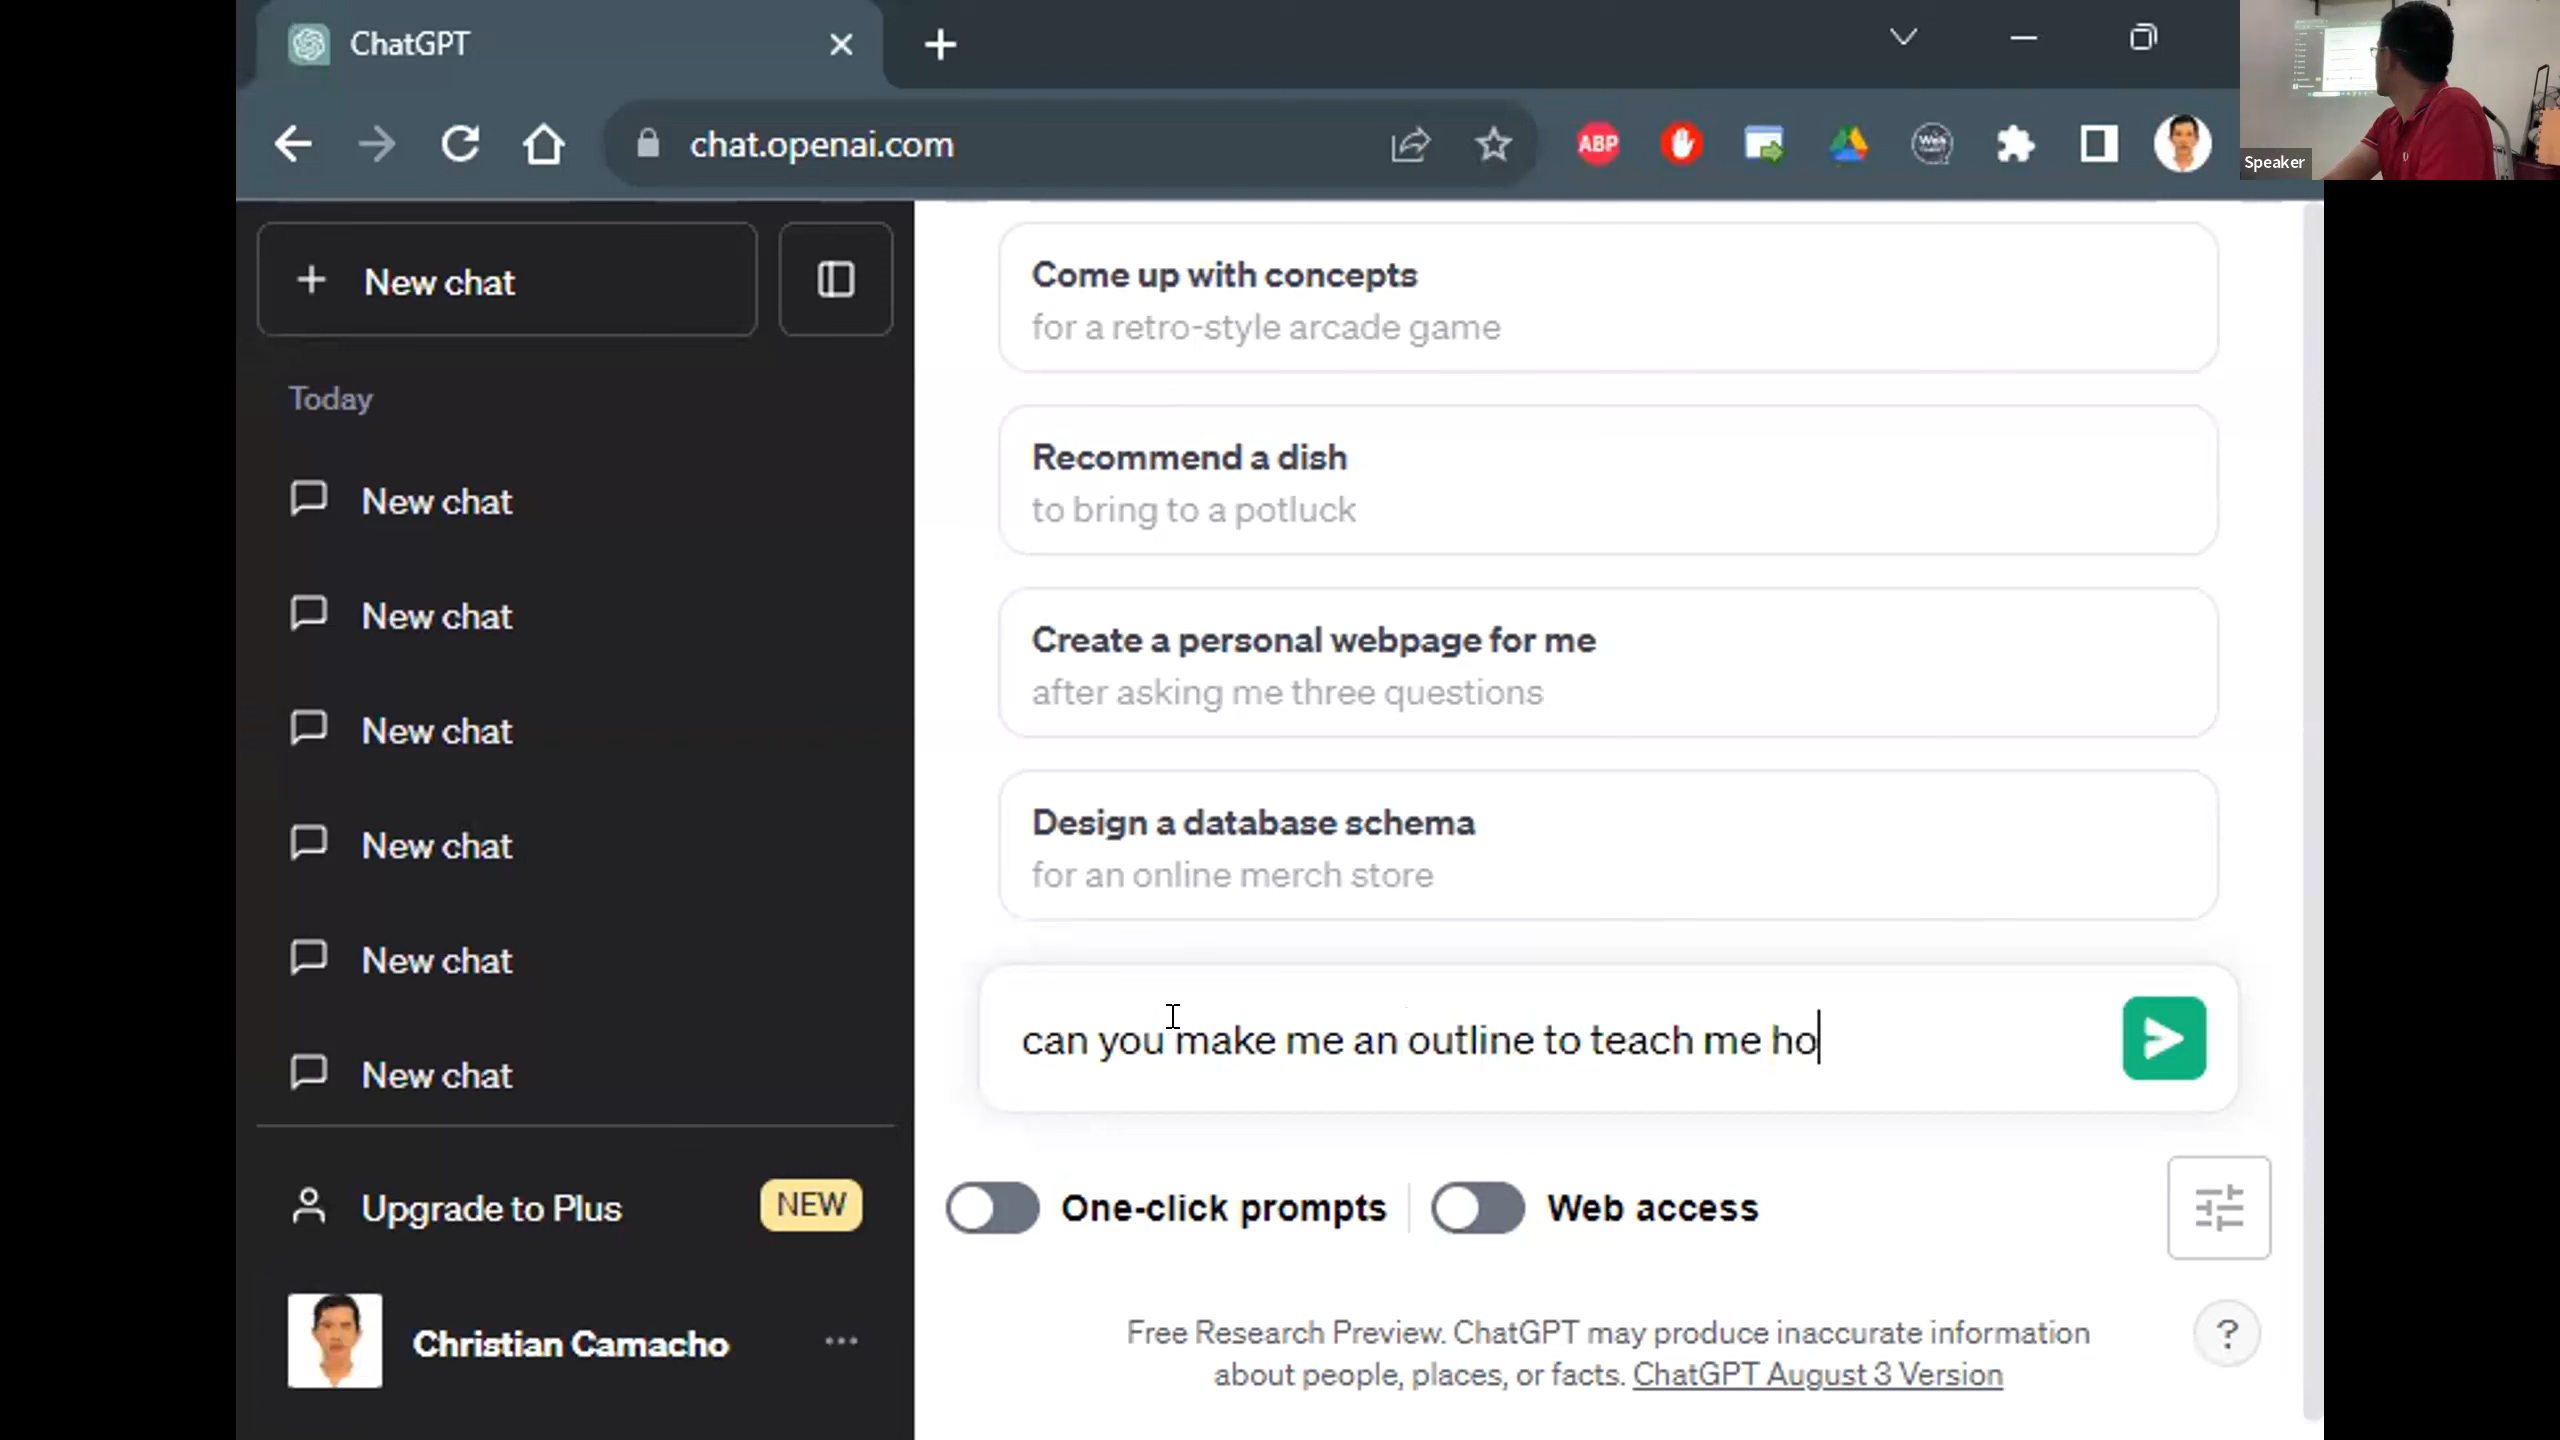 ChatGPT
chat.openai.com
ABP
Web
Speaker
New chat
Today
New chat
New chat
New chat
New chat
New chat
New chat
Upgrade to Plus NEW
Christian Camacho
Come up with concepts
for a retro-style arcade game
Recommend a dish
to bring to a potluck
Create a personal webpage for me
after asking me three questions
Design a database schema
for an online merch store
can you make me an outline to teach me ho
One-click prompts Web access
Free Research Preview. ChatGPT may produce inaccurate information
about people, places, or facts. ChatGPT August 3 Version
?